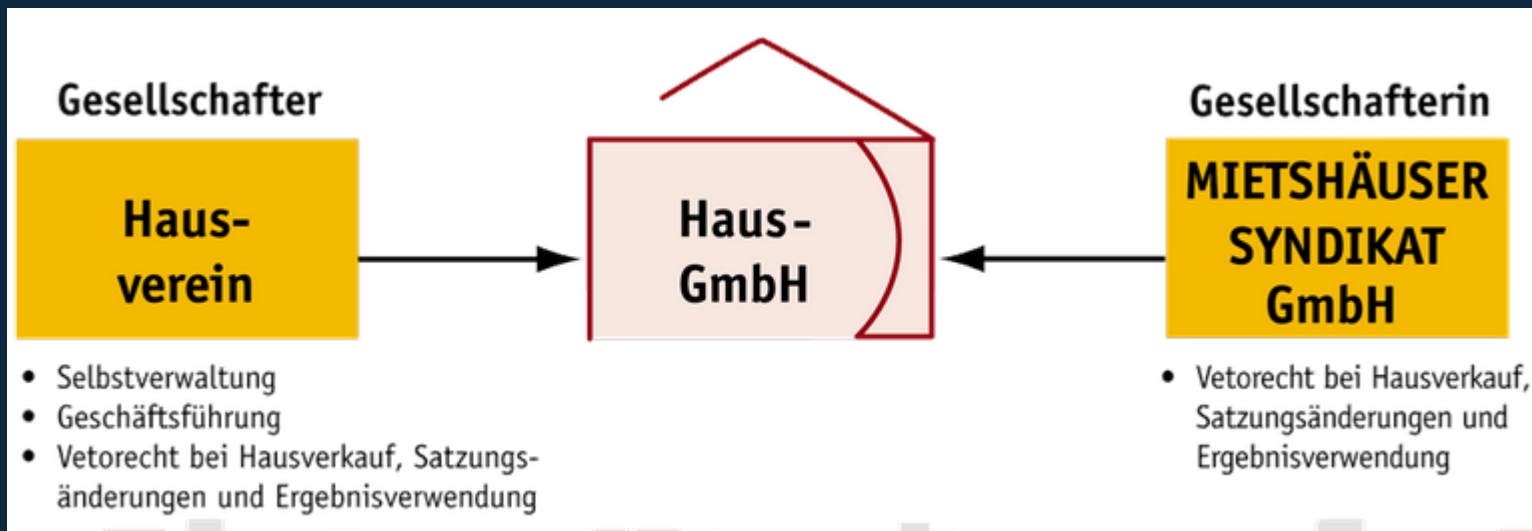 Gesellschafter
Haus-
verein
• Selbstverwaltung
• Geschäftsführung
• Vetorecht bei Hausverkauf, Satzungs-
änderungen und Ergebnisverwendung
Haus-
GmbH
Gesellschafterin
MIETSHÄUSER
SYNDIKAT
GmbH
• Vetorecht bei Hausverkauf,
Satzungsänderungen und
Ergebnisverwendung